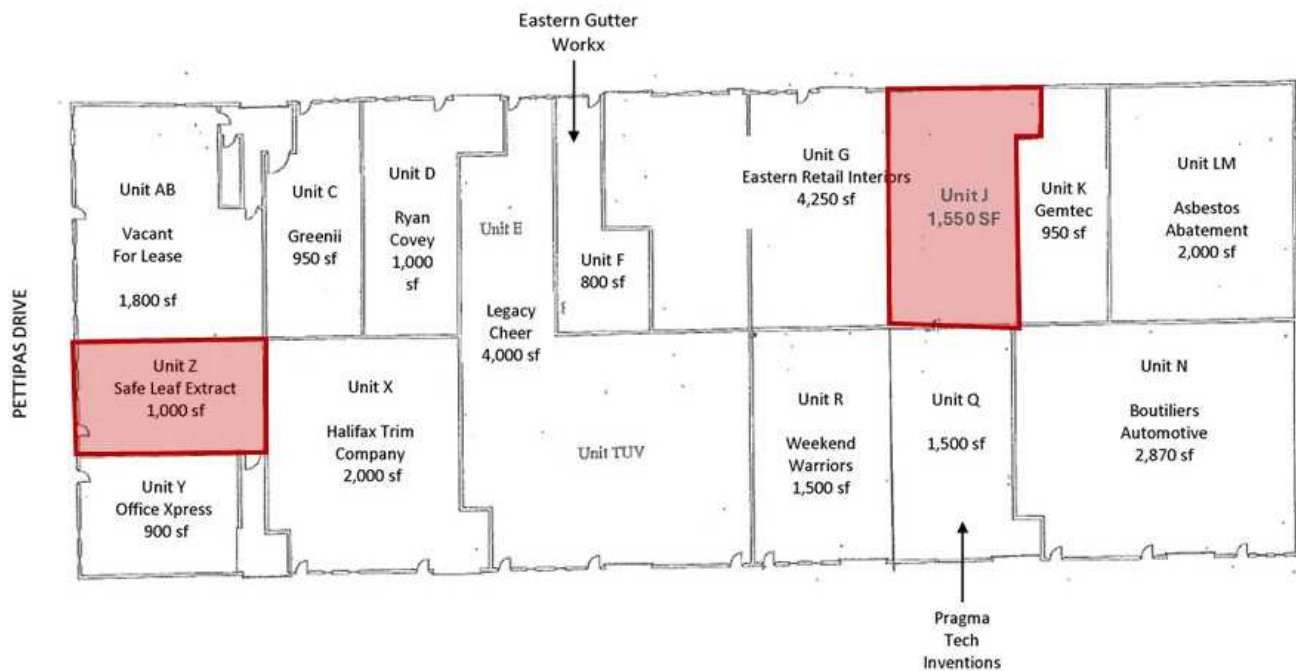 Eastern Gutter
Workx
PETTIPAS DRIVE
Unit AB
Vacant
For Lease
1,800 sf
Unit C
Greenii
950 sf
Unit D
Ryan
Covey
1,000
sf
Unit E
Legacy
Cheer
4,000 sf
Unit F
800 sf
Unit G
Eastern Retail Interiors
4,250 sf
Unit J
1,550 SF
Unit K
Gemtec
950 sf
Unit LM
Asbestos
Abatement
2,000 sf
Unit Z
Safe Leaf Extract
1,000 sf
Unit Y
Office Xpress
900 sf
Unit X
Halifax Trim
Company
2,000 sf
Unit TUV
Unit R
Weekend
Warriors
1,500 sf
Unit Q
1,500 sf
Unit N
Boutiliers
Automotive
2,870 sf
Pragma
Tech
Inventions